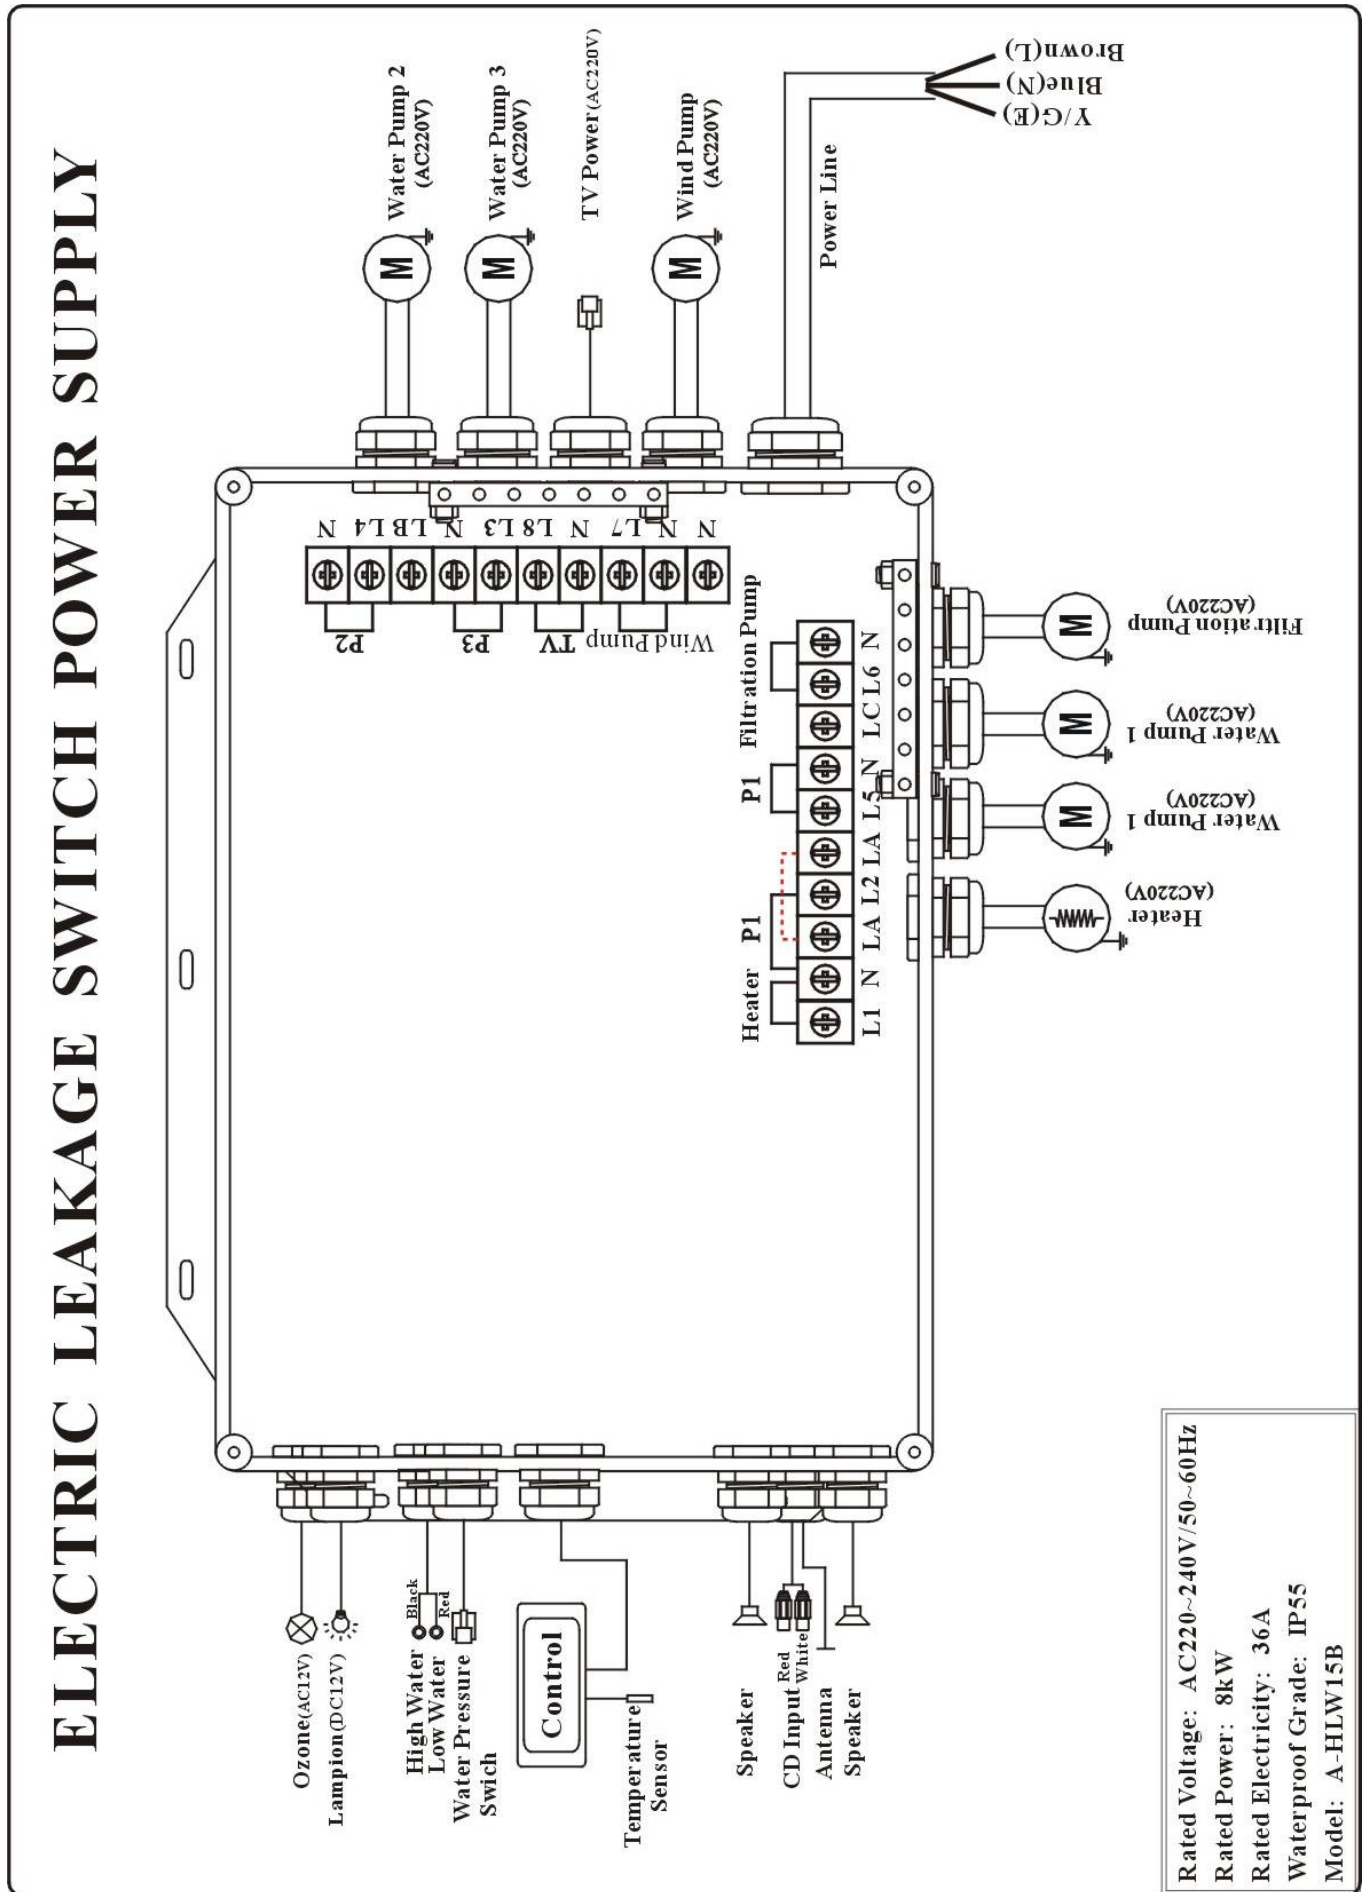 ELECTRIC LEAKAGE SWITCH POWER SUPPLY
Water Pump 2
(AC220V)
Water Pump 3
(AC220V)
TV Power(AC220V)
Wind Pump
(AC220V)
Power Line
Brown(L)
Blue(N)
Y/G(E)
N L4 LB N L3 L8 N L7 N N
P2
P3
TV
Wind Pump
Heater
P1
P1
Filtration Pump
L1 N LA L2 LA L5 N LC L6 N
Filtration Pump
(AC220V)
Water Pump 1
(AC220V)
Water Pump 1
(AC220V)
Heater
(AC220V)
M
M
M
M
M
M
Ozone(AC12V)
Lampion(DC12V)
High Water
Black
Low Water
Red
Water Pressure
Swich
Control
Temperature
Sensor
Speaker
CD Input
Red
White
Antenna
Speaker
Rated Voltage: AC220~240V/50~60Hz
Rated Power: 8kW
Rated Electricity: 36A
Waterproof Grade: IP55
Model: A-HLW15B